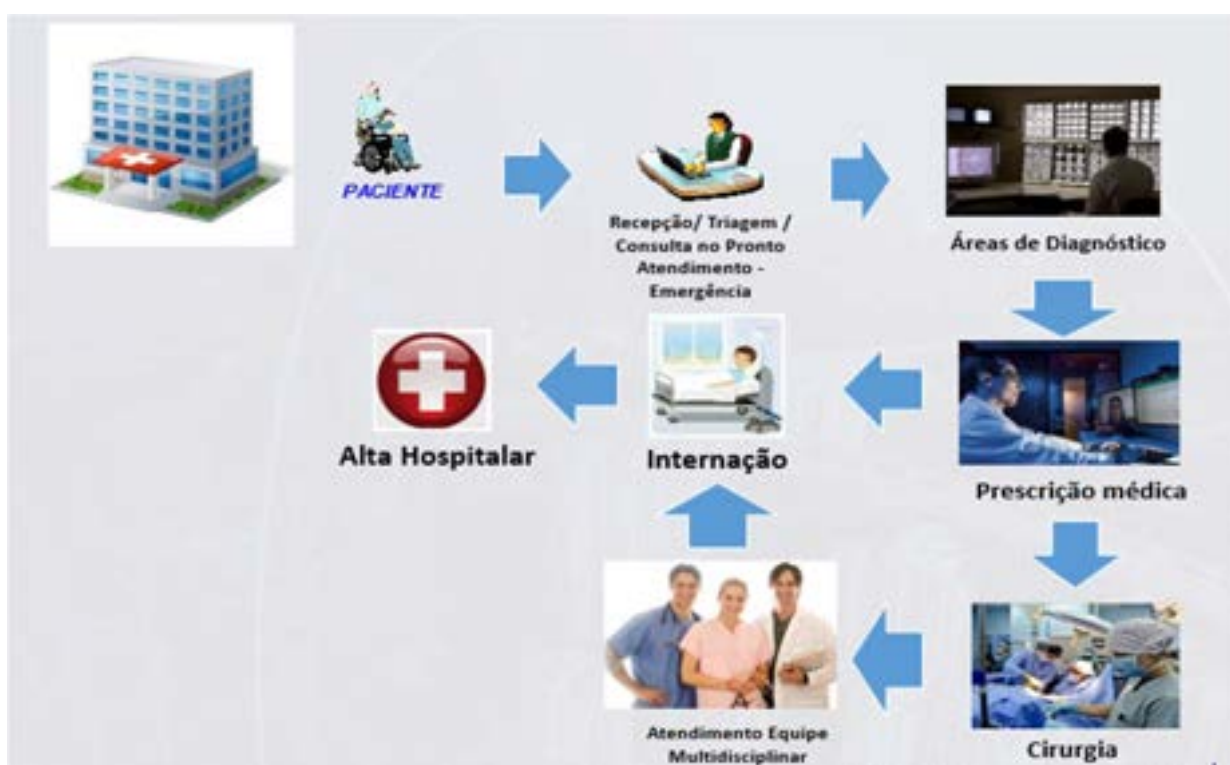 PACIENTE
Recepção/ Triagem /
Consulta no Pronto
Atendimento -
Emergência
Áreas de Diagnóstico
Alta Hospitalar
Internação
Prescrição médica
Atendimento Equipe
Multidisciplinar
Cirurgia